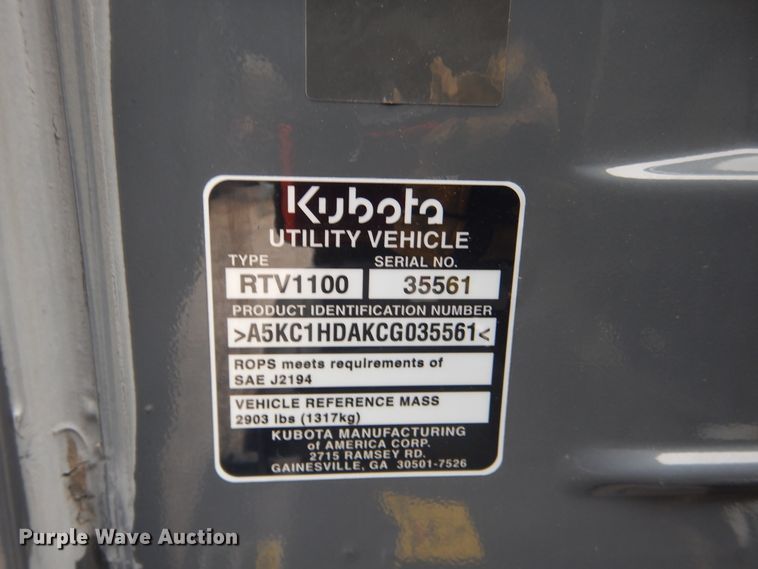 Kubota
UTILITY VEHICLE
TYPE SERIAL NO.
RTV1100 35561
PRODUCT IDENTIFICATION NUMBER
>A5KC1HDAKCG035561<
ROPS meets requirements of
SAE J2194
VEHICLE REFERENCE MASS
2903 lbs (1317kg)
KUBOTA MANUFACTURING
of AMERICA CORP.
2715 RAMSEY RD.
GAINESVILLE, GA 30501-7526
Purple Wave Auction